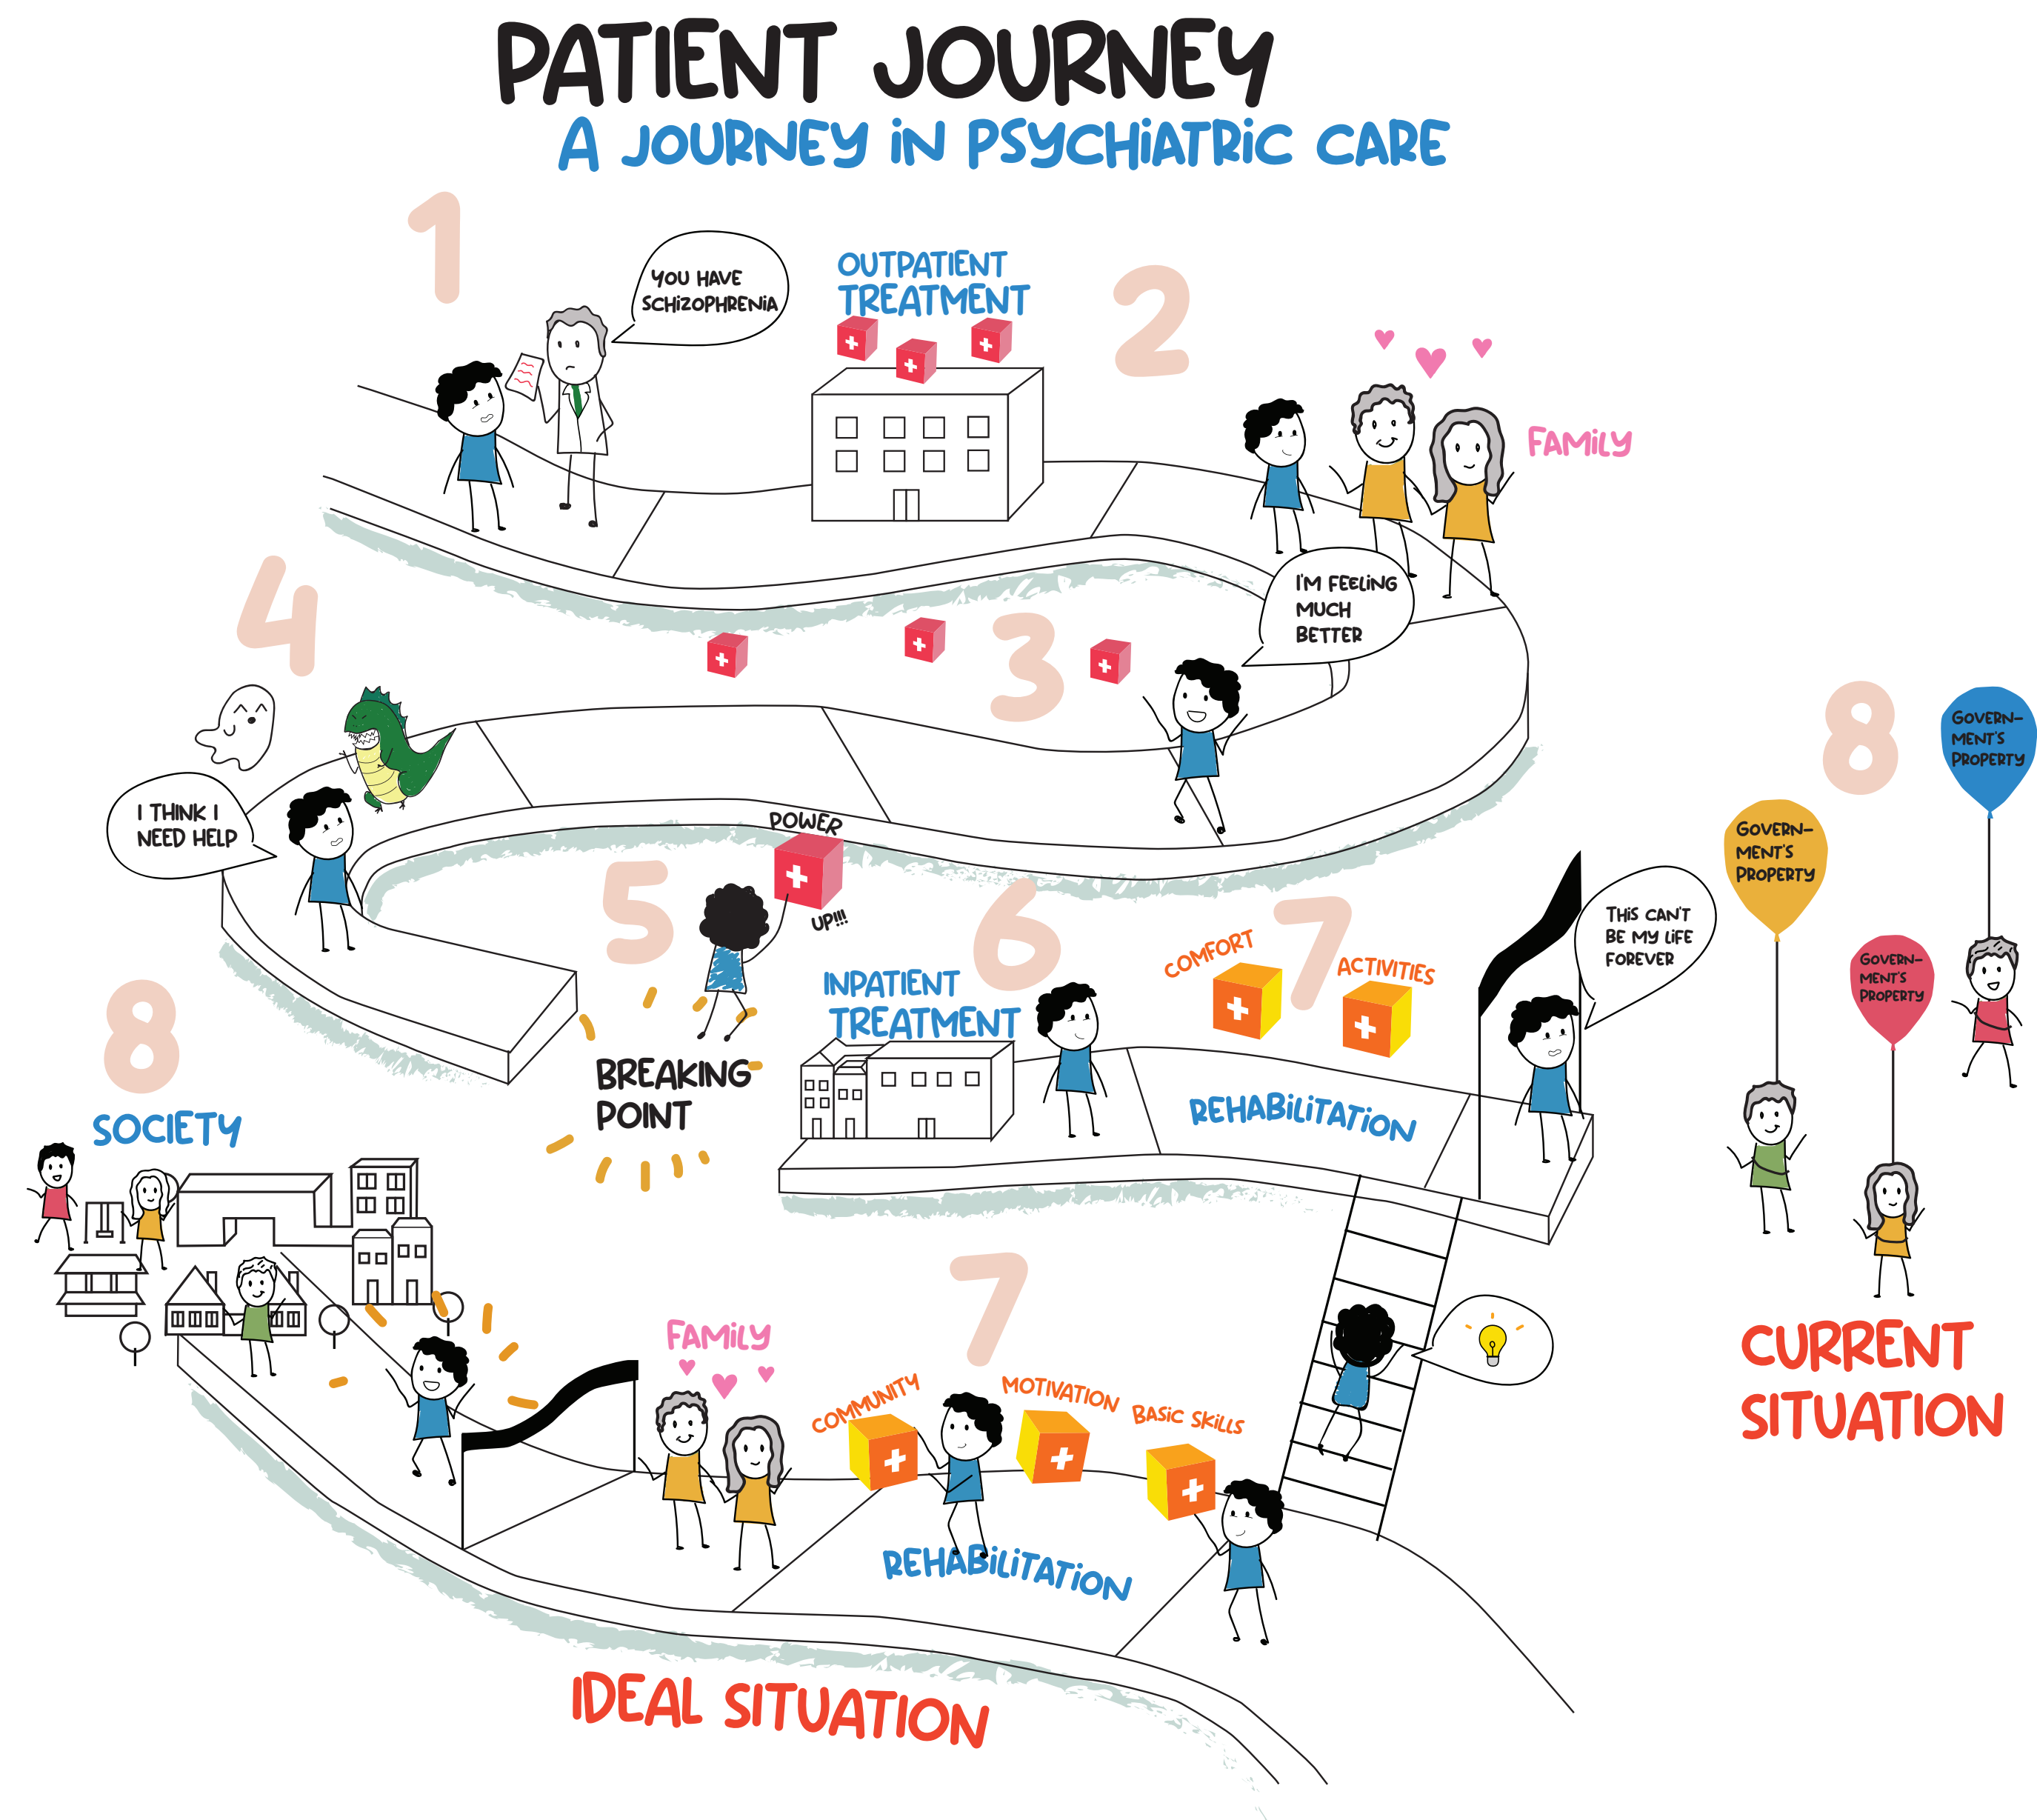 PATIENT JOURNEY
A JOURNEY IN PSYCHIATRIC CARE
1
YOU HAVE
SCHIZOPHRENIA
OUTPATIENT
TREATMENT
2
FAMILY
I'M FEELING
MUCH
BETTER
3
4
I THINK I
NEED HELP
5
POWER
UP!!!
BREAKING
POINT
6
INPATIENT
TREATMENT
7
COMFORT
ACTIVITIES
REHABILITATION
THIS CAN'T
BE MY LIFE
FOREVER
8
GOVERN-
MENT'S
PROPERTY
GOVERN-
MENT'S
PROPERTY
GOVERN-
MENT'S
PROPERTY
CURRENT
SITUATION
7
BASIC SKILLS
MOTIVATION
COMMUNITY
REHABILITATION
FAMILY
8
SOCIETY
IDEAL SITUATION